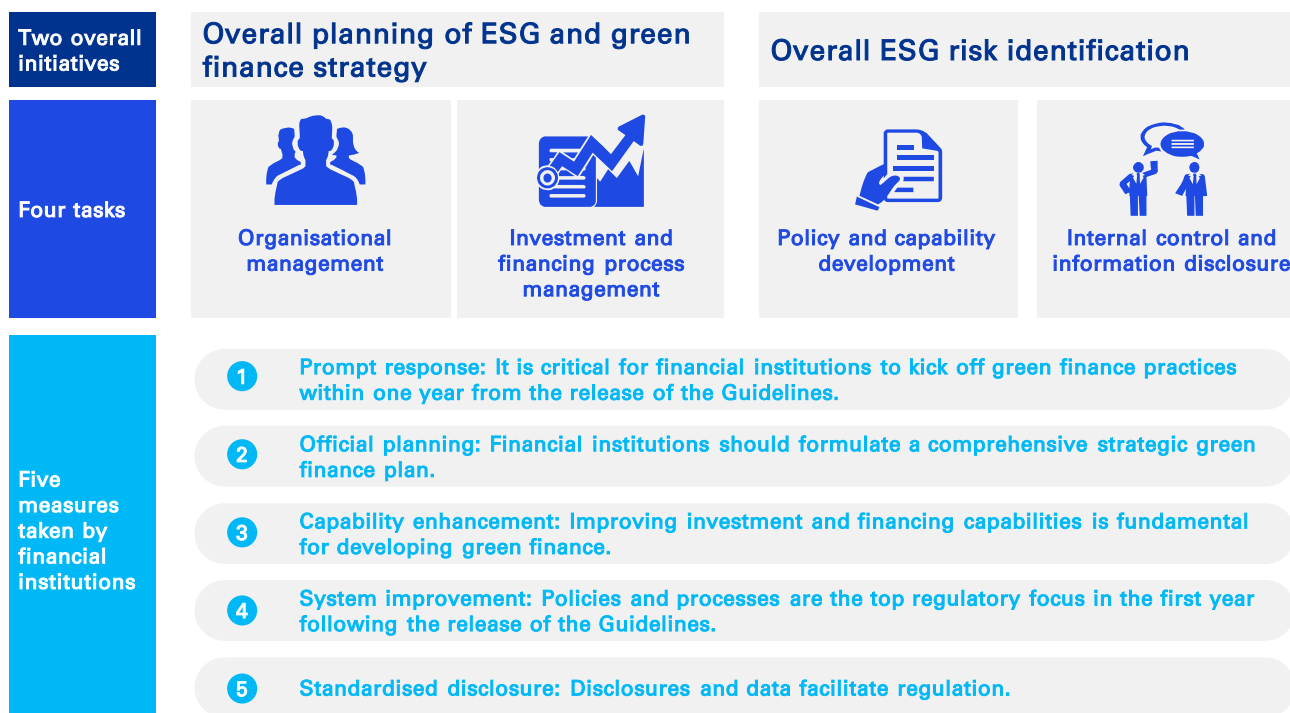 Two overall
initiatives
Overall planning of ESG and green
finance strategy
Overall ESG risk identification
Four tasks
Organisational
management
Investment and
financing process
management
Policy and capability
development
Internal control and
information disclosure
Five
measures
taken by
financial
institutions
1
Prompt response: It is critical for financial institutions to kick off green finance practices
within one year from the release of the Guidelines.
2
Official planning: Financial institutions should formulate a comprehensive strategic green
finance plan.
3
Capability enhancement: Improving investment and financing capabilities is fundamental
for developing green finance.
4
System improvement: Policies and processes are the top regulatory focus in the first year
following the release of the Guidelines.
5
Standardised disclosure: Disclosures and data facilitate regulation.